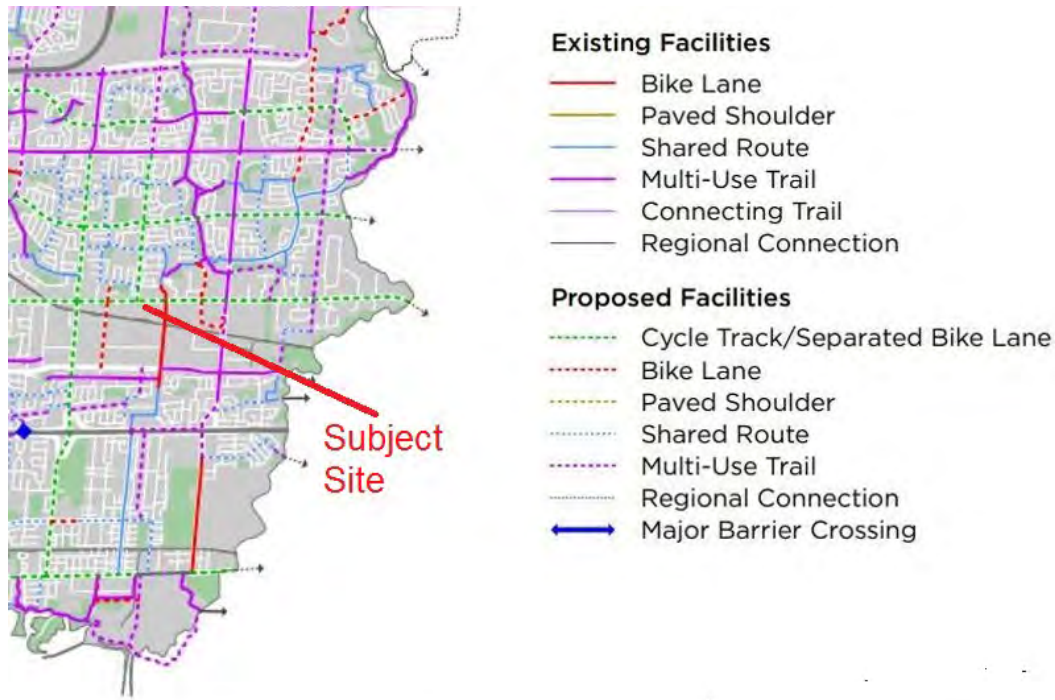 Existing Facilities
Bike Lane
Paved Shoulder
Shared Route
Multi-Use Trail
Connecting Trail
Regional Connection
Proposed Facilities
Cycle Track/Separated Bike Lane
Bike Lane
Paved Shoulder
Shared Route
Multi-Use Trail
Regional Connection
Major Barrier Crossing
Subject
Site